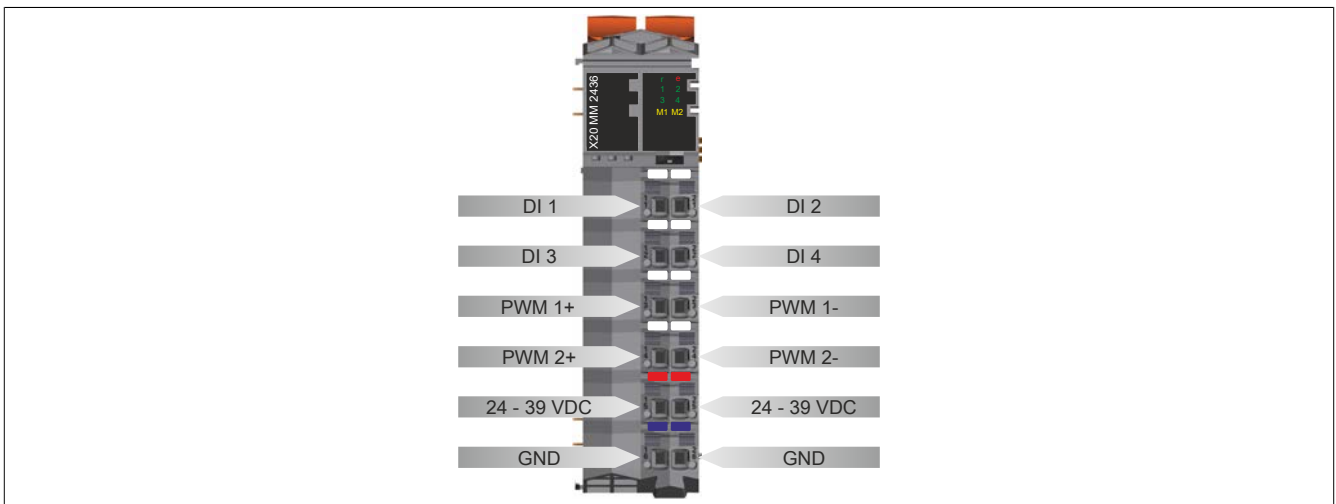 X20 MM 2436
r e
1 2
3 4
M1 M2
DI 1 DI 2
DI 3 DI 4
PWM 1+ PWM 1-
PWM 2+ PWM 2-
24 - 39 VDC 24 - 39 VDC
GND GND